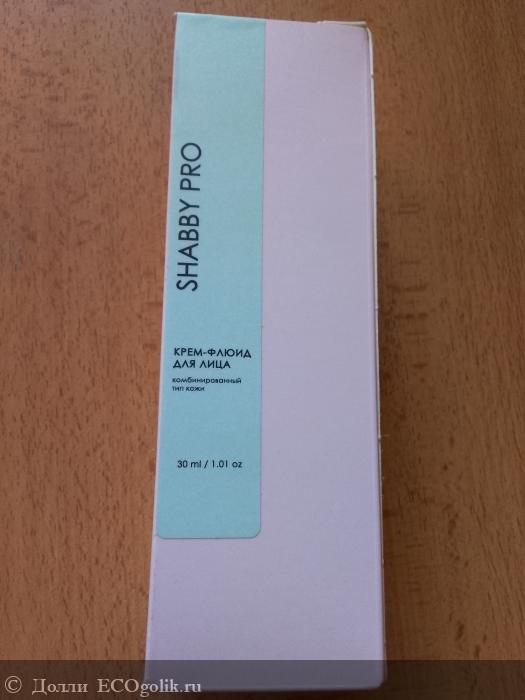 SHABBY PRO
КРЕМ-ФЛЮИД
ДЛЯ ЛИЦА
комбинированный
тип кожи
30 ml / 1.01 oz
© Долли ECOgolik.ru